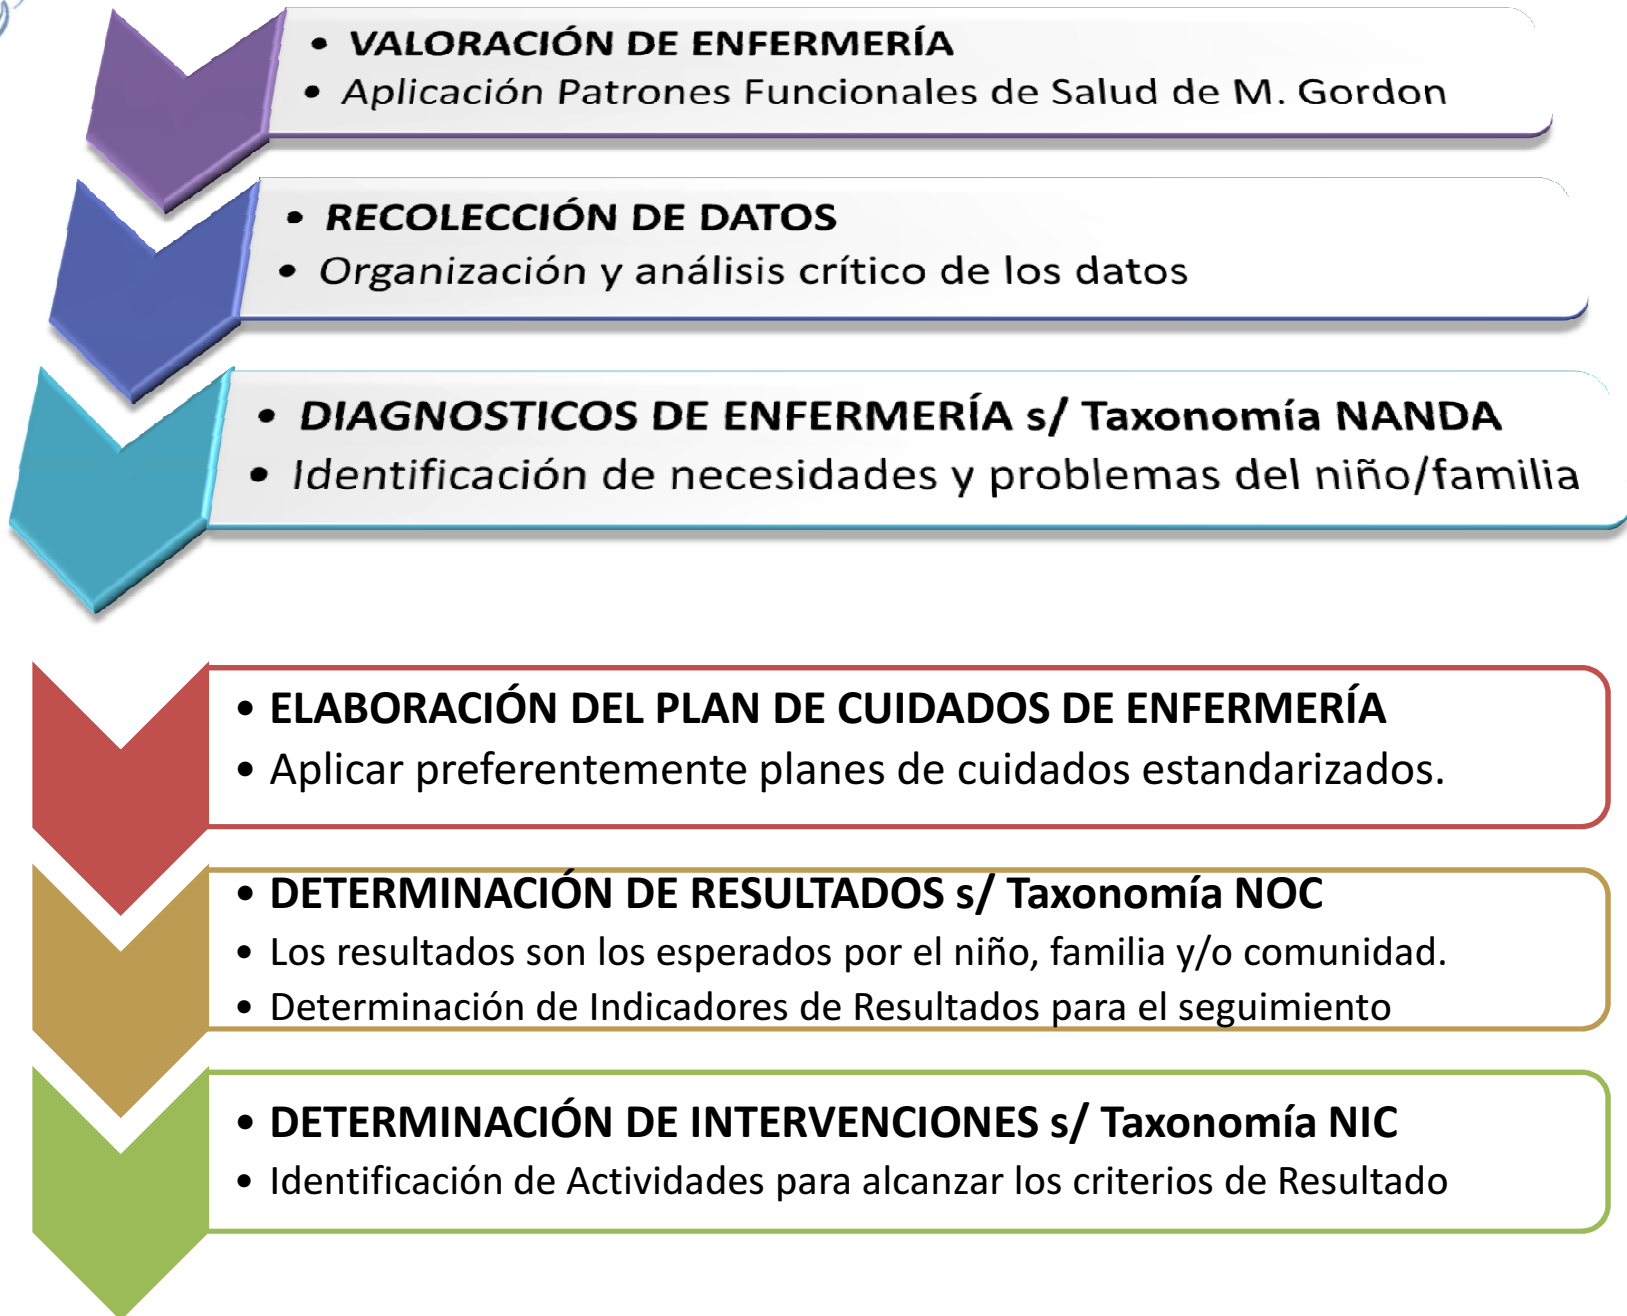 • VALORACIÓN DE ENFERMERÍA
• Aplicación Patrones Funcionales de Salud de M. Gordon
• RECOLECCIÓN DE DATOS
• Organización y análisis crítico de los datos
• DIAGNOSTICOS DE ENFERMERÍA s/ Taxonomía NANDA
• Identificación de necesidades y problemas del niño/familia
• ELABORACIÓN DEL PLAN DE CUIDADOS DE ENFERMERÍA
• Aplicar preferentemente planes de cuidados estandarizados.
• DETERMINACIÓN DE RESULTADOS s/ Taxonomía NOC
• Los resultados son los esperados por el niño, familia y/o comunidad.
• Determinación de Indicadores de Resultados para el seguimiento
• DETERMINACIÓN DE INTERVENCIONES s/ Taxonomía NIC
• Identificación de Actividades para alcanzar los criterios de Resultado